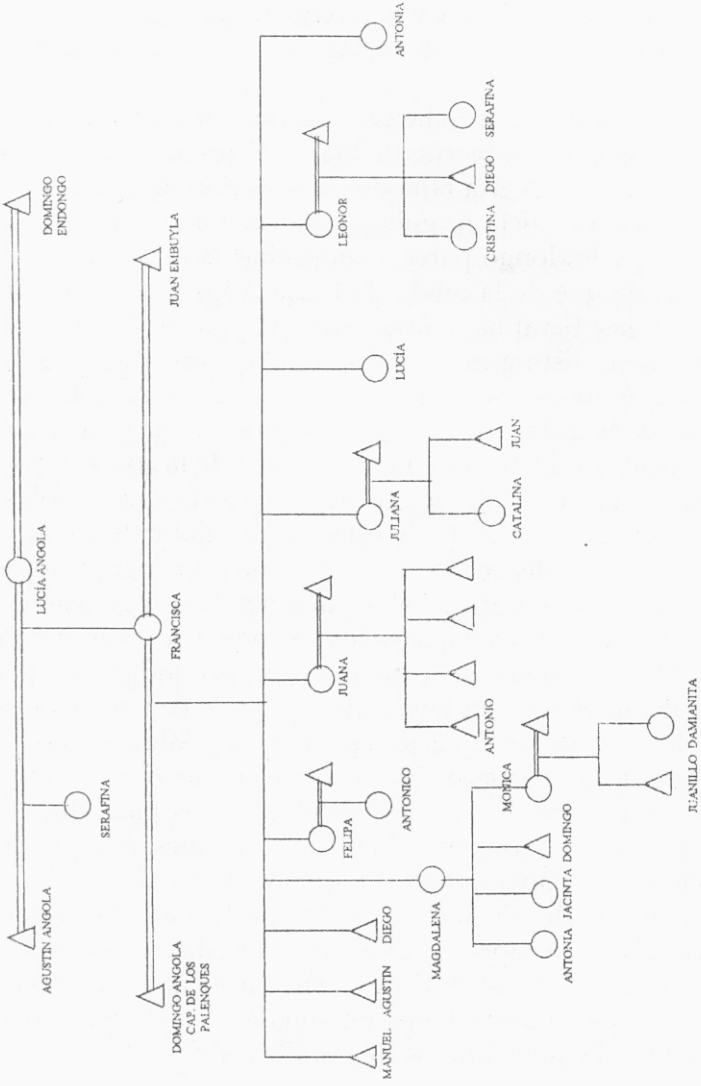 AGUSTIN ANGOLA
LUCÍA ANGOLA
DOMINGO
ENDONGO
SERAFINA
DOMINGO ANGOLA
CAP. DE LOS
PALENQUES
FRANCISCA
JUAN EMBUYLA
MANUEL
AGUSTIN
DIEGO
MAGDALENA
FELIPA
JUANA
JULIANA
LUCÍA
LEONOR
ANTONIA
ANTONICO
ANTONIO
CATALINA
JUAN
CRISTINA
DIEGO
SERAFINA
ANTONIA
JACINTA
DOMINGO
MONICA
JUANILLO
DAMIANITA